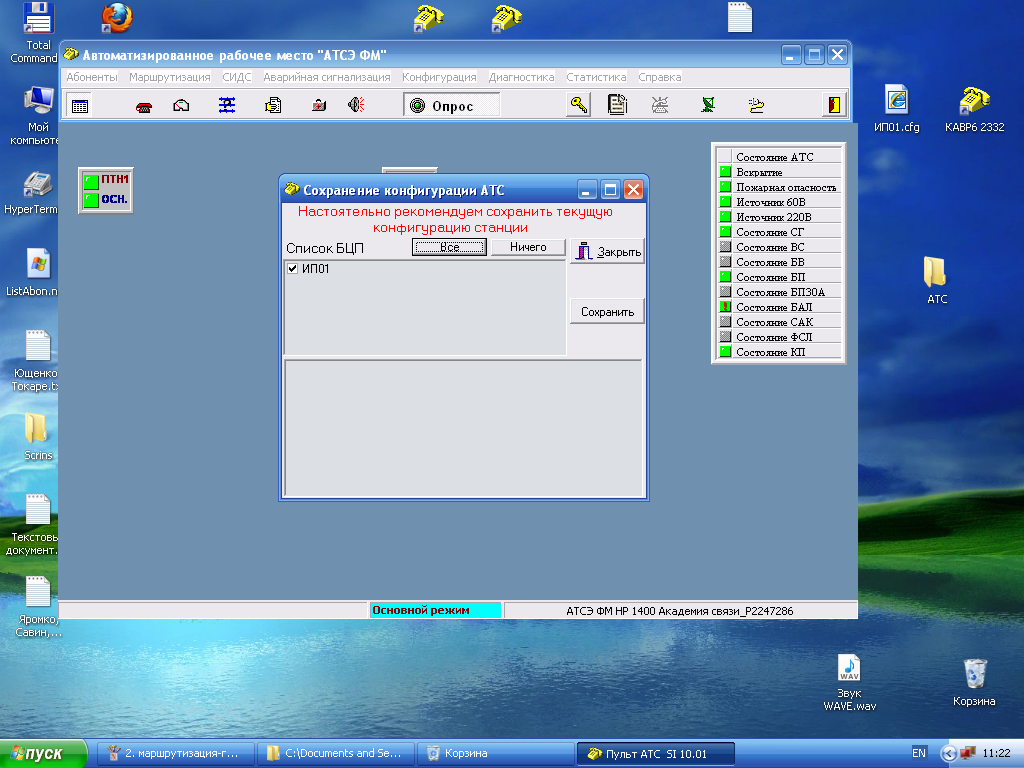 Total
Command
Автоматизированное рабочее место "АТСЭ ФМ"
Абоненты Маршрутизация СИДС Аварийная сигнализация Конфигурация Диагностика Статистика Справка
Опрос
Мой
компьюте
ИП01.cfg
КАВР6 2332
HyperTerm
ListAbon.n
Ющенко
Токаре.tx
Scrins
Текстовь
документ.
Яромко,
Савин,...
ПТН1
ОСН.
Состояние АТС
Вскрытие
Пожарная опасность
Источник 60В
Источник 220В
Состояние СГ
Состояние ВС
Состояние БВ
Состояние БП
Состояние БПЗ0А
Состояние БАЛ
Состояние САК
Состояние ФСЛ
Состояние КП
Сохранение конфигурации АТС
Настоятельно рекомендуем сохранить текущую
конфигурацию станции
Список БЦП
Все
Ничего
Закрыть
ИП01
Сохранить
АТС
Основной режим
АТСЭ ФМ НР 1400 Академия связи_P2247286
WAV
Звук
WAVE.wav
Корзина
пуск
2. маршрутизация-г...
C:\Documents and Se...
Корзина
Пульт АТС SI 10.01
EN
11:22